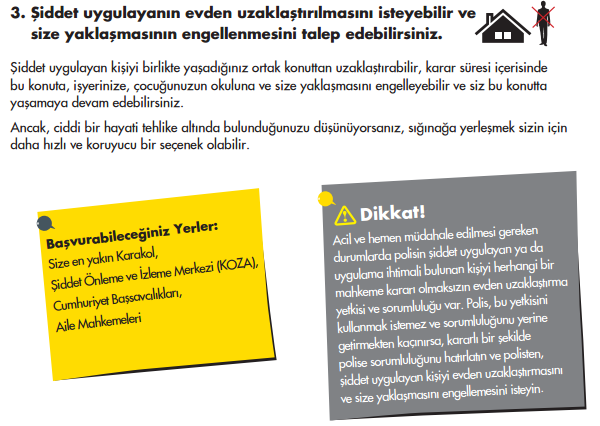 3. Şiddet uygulayanın evden uzaklaştırılmasını isteyebilir ve
size yaklaşmasının engellenmesini talep edebilirsiniz.
Şiddet uygulayan kişiyi birlikte yaşadığınız ortak konuttan uzaklaştırabilir, karar süresi içerisinde
bu konuta, işyerinize, çocuğunuzun okuluna ve size yaklaşmasını engelleyebilir ve siz bu konutta
yaşamaya devam edebilirsiniz.
Ancak, ciddi bir hayati tehlike altında bulunduğunuzu düşünüyorsanız, sığınağa yerleşmek sizin için
daha hızlı ve koruyucu bir seçenek olabilir.
Başvurabileceğiniz Yerler:
Size en yakın Karakol,
Şiddet Önleme ve İzleme Merkezi (KOZA),
Cumhuriyet Başsavcılıkları,
Aile Mahkemeleri
Dikkat!
Acil ve hemen müdahale edilmesi gereken
durumlarda polisin şiddet uygulayan ya da
uygulama ihtimali bulunan kişiyi herhangi bir
mahkeme kararı olmaksızın evden uzaklaştırma
yetkisi ve sorumluluğu var. Polis, bu yetkisini
kullanmak istemez ve sorumluluğunu yerine
getirmekten kaçınırsa, kararlı bir şekilde
polise sorumluluğunu hatırlatın ve polisten,
şiddet uygulayan kişiyi evden uzaklaştırmasını
ve size yaklaşmasını engellemesini isteyin.